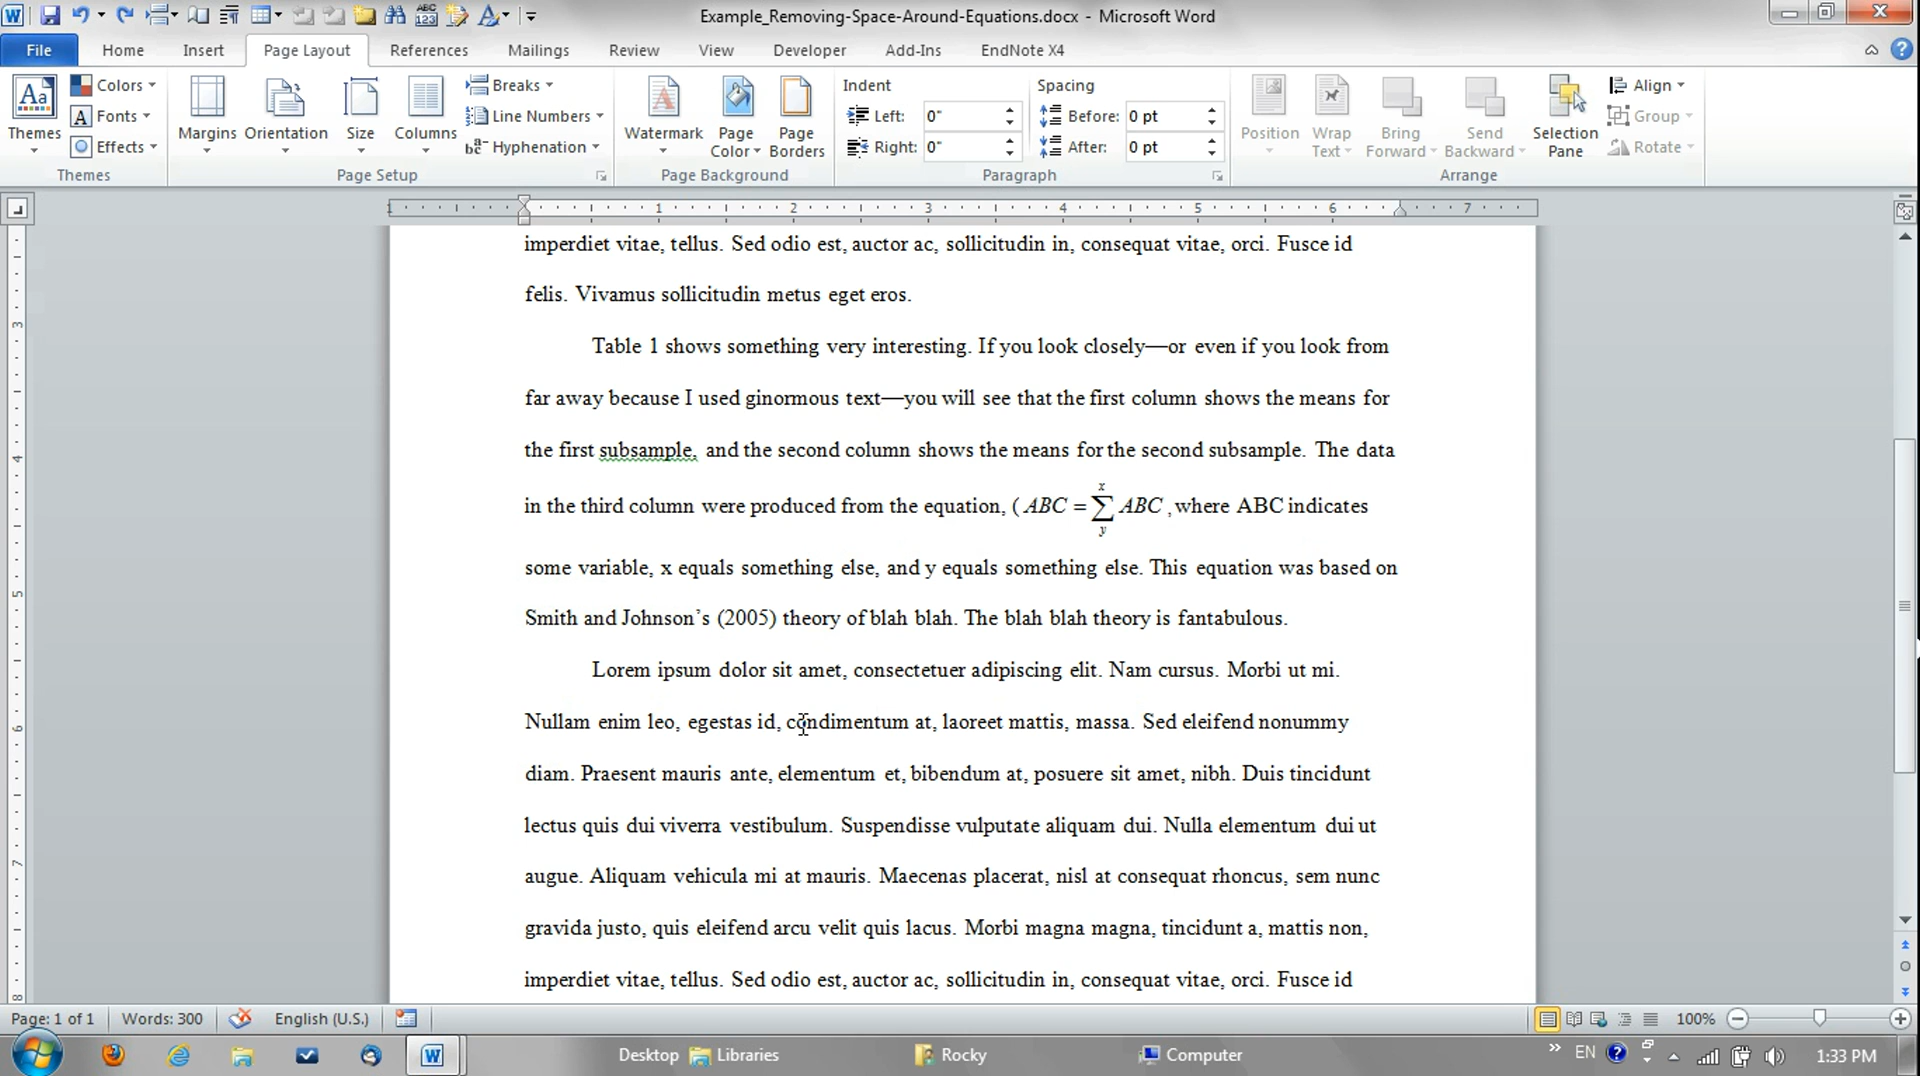 Example_Removing-Space-Around-Equations.docx - Microsoft Word
File Home Insert Page Layout References Mailings Review View Developer Add-Ins EndNote X4
Themes
Colors
Fonts
Effects
Themes
Margins
Orientation
Size
Columns
Breaks
Line Numbers
Hyphenation
Page Setup
Watermark
Page Color
Page Borders
Page Background
Indent
Left: 0"
Right: 0"
Spacing
Before: 0 pt
After: 0 pt
Paragraph
Position
Wrap Text
Bring Forward
Send Backward
Selection Pane
Align
Group
Rotate
Arrange
1 1 2 3 4 5 6 7
3
4
5
6
7
8
imperdiet vitae, tellus. Sed odio est, auctor ac, sollicitudin in, consequat vitae, orci. Fusce id
felis. Vivamus sollicitudin metus eget eros.
Table 1 shows something very interesting. If you look closely—or even if you look from
far away because I used ginormous text—you will see that the first column shows the means for
the first subsample, and the second column shows the means for the second subsample. The data
in the third column were produced from the equation, ( ABC = ∑ x y ABC , where ABC indicates
some variable, x equals something else, and y equals something else. This equation was based on
Smith and Johnson’s (2005) theory of blah blah. The blah blah theory is fantabulous.
Lorem ipsum dolor sit amet, consectetuer adipiscing elit. Nam cursus. Morbi ut mi.
Nullam enim leo, egestas id, condimentum at, laoreet mattis, massa. Sed eleifend nonummy
diam. Praesent mauris ante, elementum et, bibendum at, posuere sit amet, nibh. Duis tincidunt
lectus quis dui viverra vestibulum. Suspendisse vulputate aliquam dui. Nulla elementum dui ut
augue. Aliquam vehicula mi at mauris. Maecenas placerat, nisl at consequat rhoncus, sem nunc
gravida justo, quis eleifend arcu velit quis lacus. Morbi magna magna, tincidunt a, mattis non,
imperdiet vitae, tellus. Sed odio est, auctor ac, sollicitudin in, consequat vitae, orci. Fusce id
Page: 1 of 1 Words: 300 English (U.S.) 100%
Desktop Libraries Rocky Computer » EN 1:33 PM